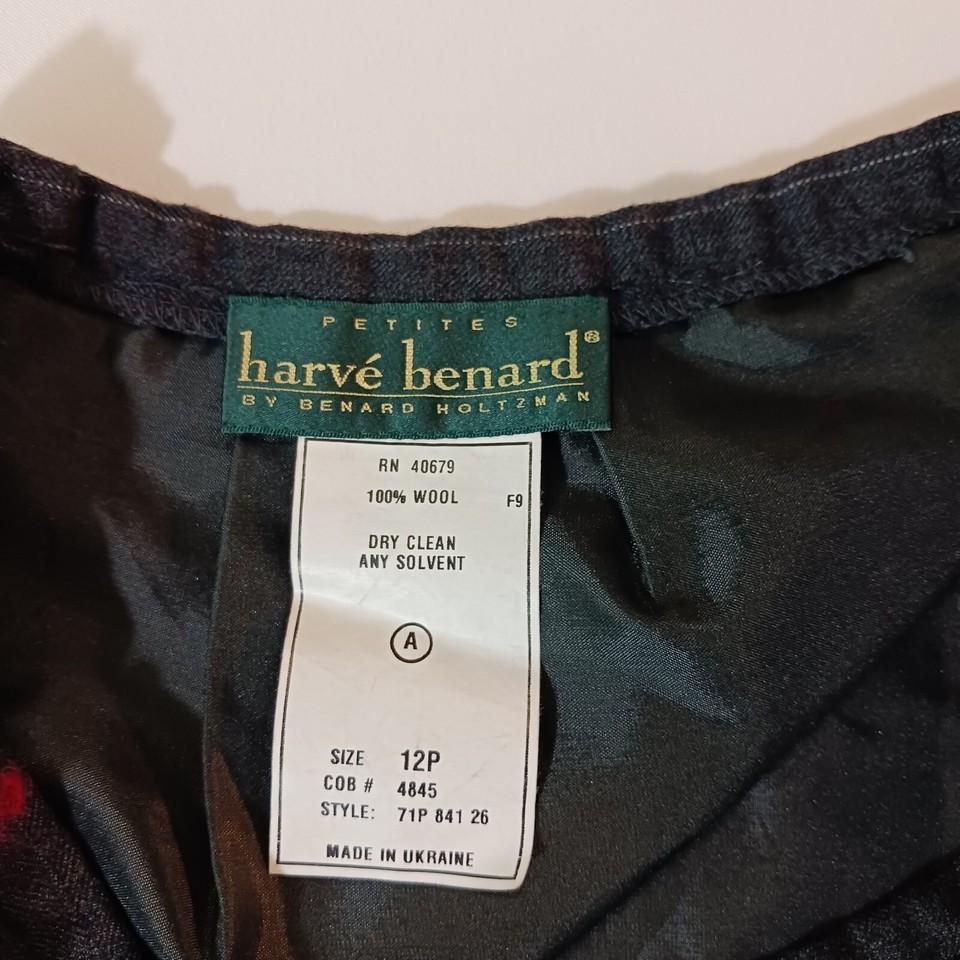 PETITES
harvé benard®
BY BENARD HOLTZMAN
RN 40679
100% WOOL F9
DRY CLEAN
ANY SOLVENT
A
SIZE 12P
COB # 4845
STYLE: 71P 841 26
MADE IN UKRAINE